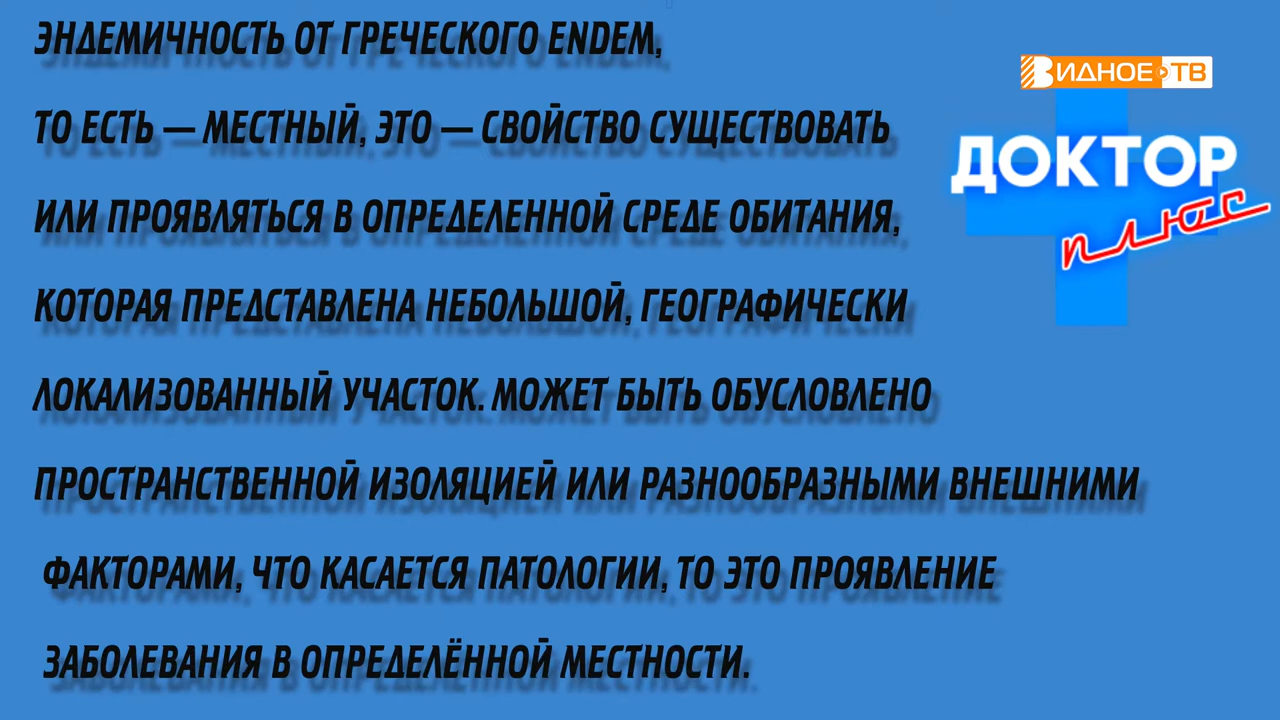 ЭНДЕМИЧНОСТЬ ОТ ГРЕЧЕСКОГО ENDEM,
ТО ЕСТЬ — МЕСТНЫЙ, ЭТО — СВОЙСТВО СУЩЕСТВОВАТЬ
ИЛИ ПРОЯВЛЯТЬСЯ В ОПРЕДЕЛЕННОЙ СРЕДЕ ОБИТАНИЯ,
КОТОРАЯ ПРЕДСТАВЛЕНА НЕБОЛЬШОЙ, ГЕОГРАФИЧЕСКИ
ЛОКАЛИЗОВАННЫЙ УЧАСТОК. МОЖЕТ БЫТЬ ОБУСЛОВЛЕНО
ПРОСТРАНСТВЕННОЙ ИЗОЛЯЦИЕЙ ИЛИ РАЗНООБРАЗНЫМИ ВНЕШНИМИ
ФАКТОРАМИ, ЧТО КАСАЕТСЯ ПАТОЛОГИИ, ТО ЭТО ПРОЯВЛЕНИЕ
ЗАБОЛЕВАНИЯ В ОПРЕДЕЛЁННОЙ МЕСТНОСТИ.
ВИДНОЕ ТВ
ДОКТОР
плюс